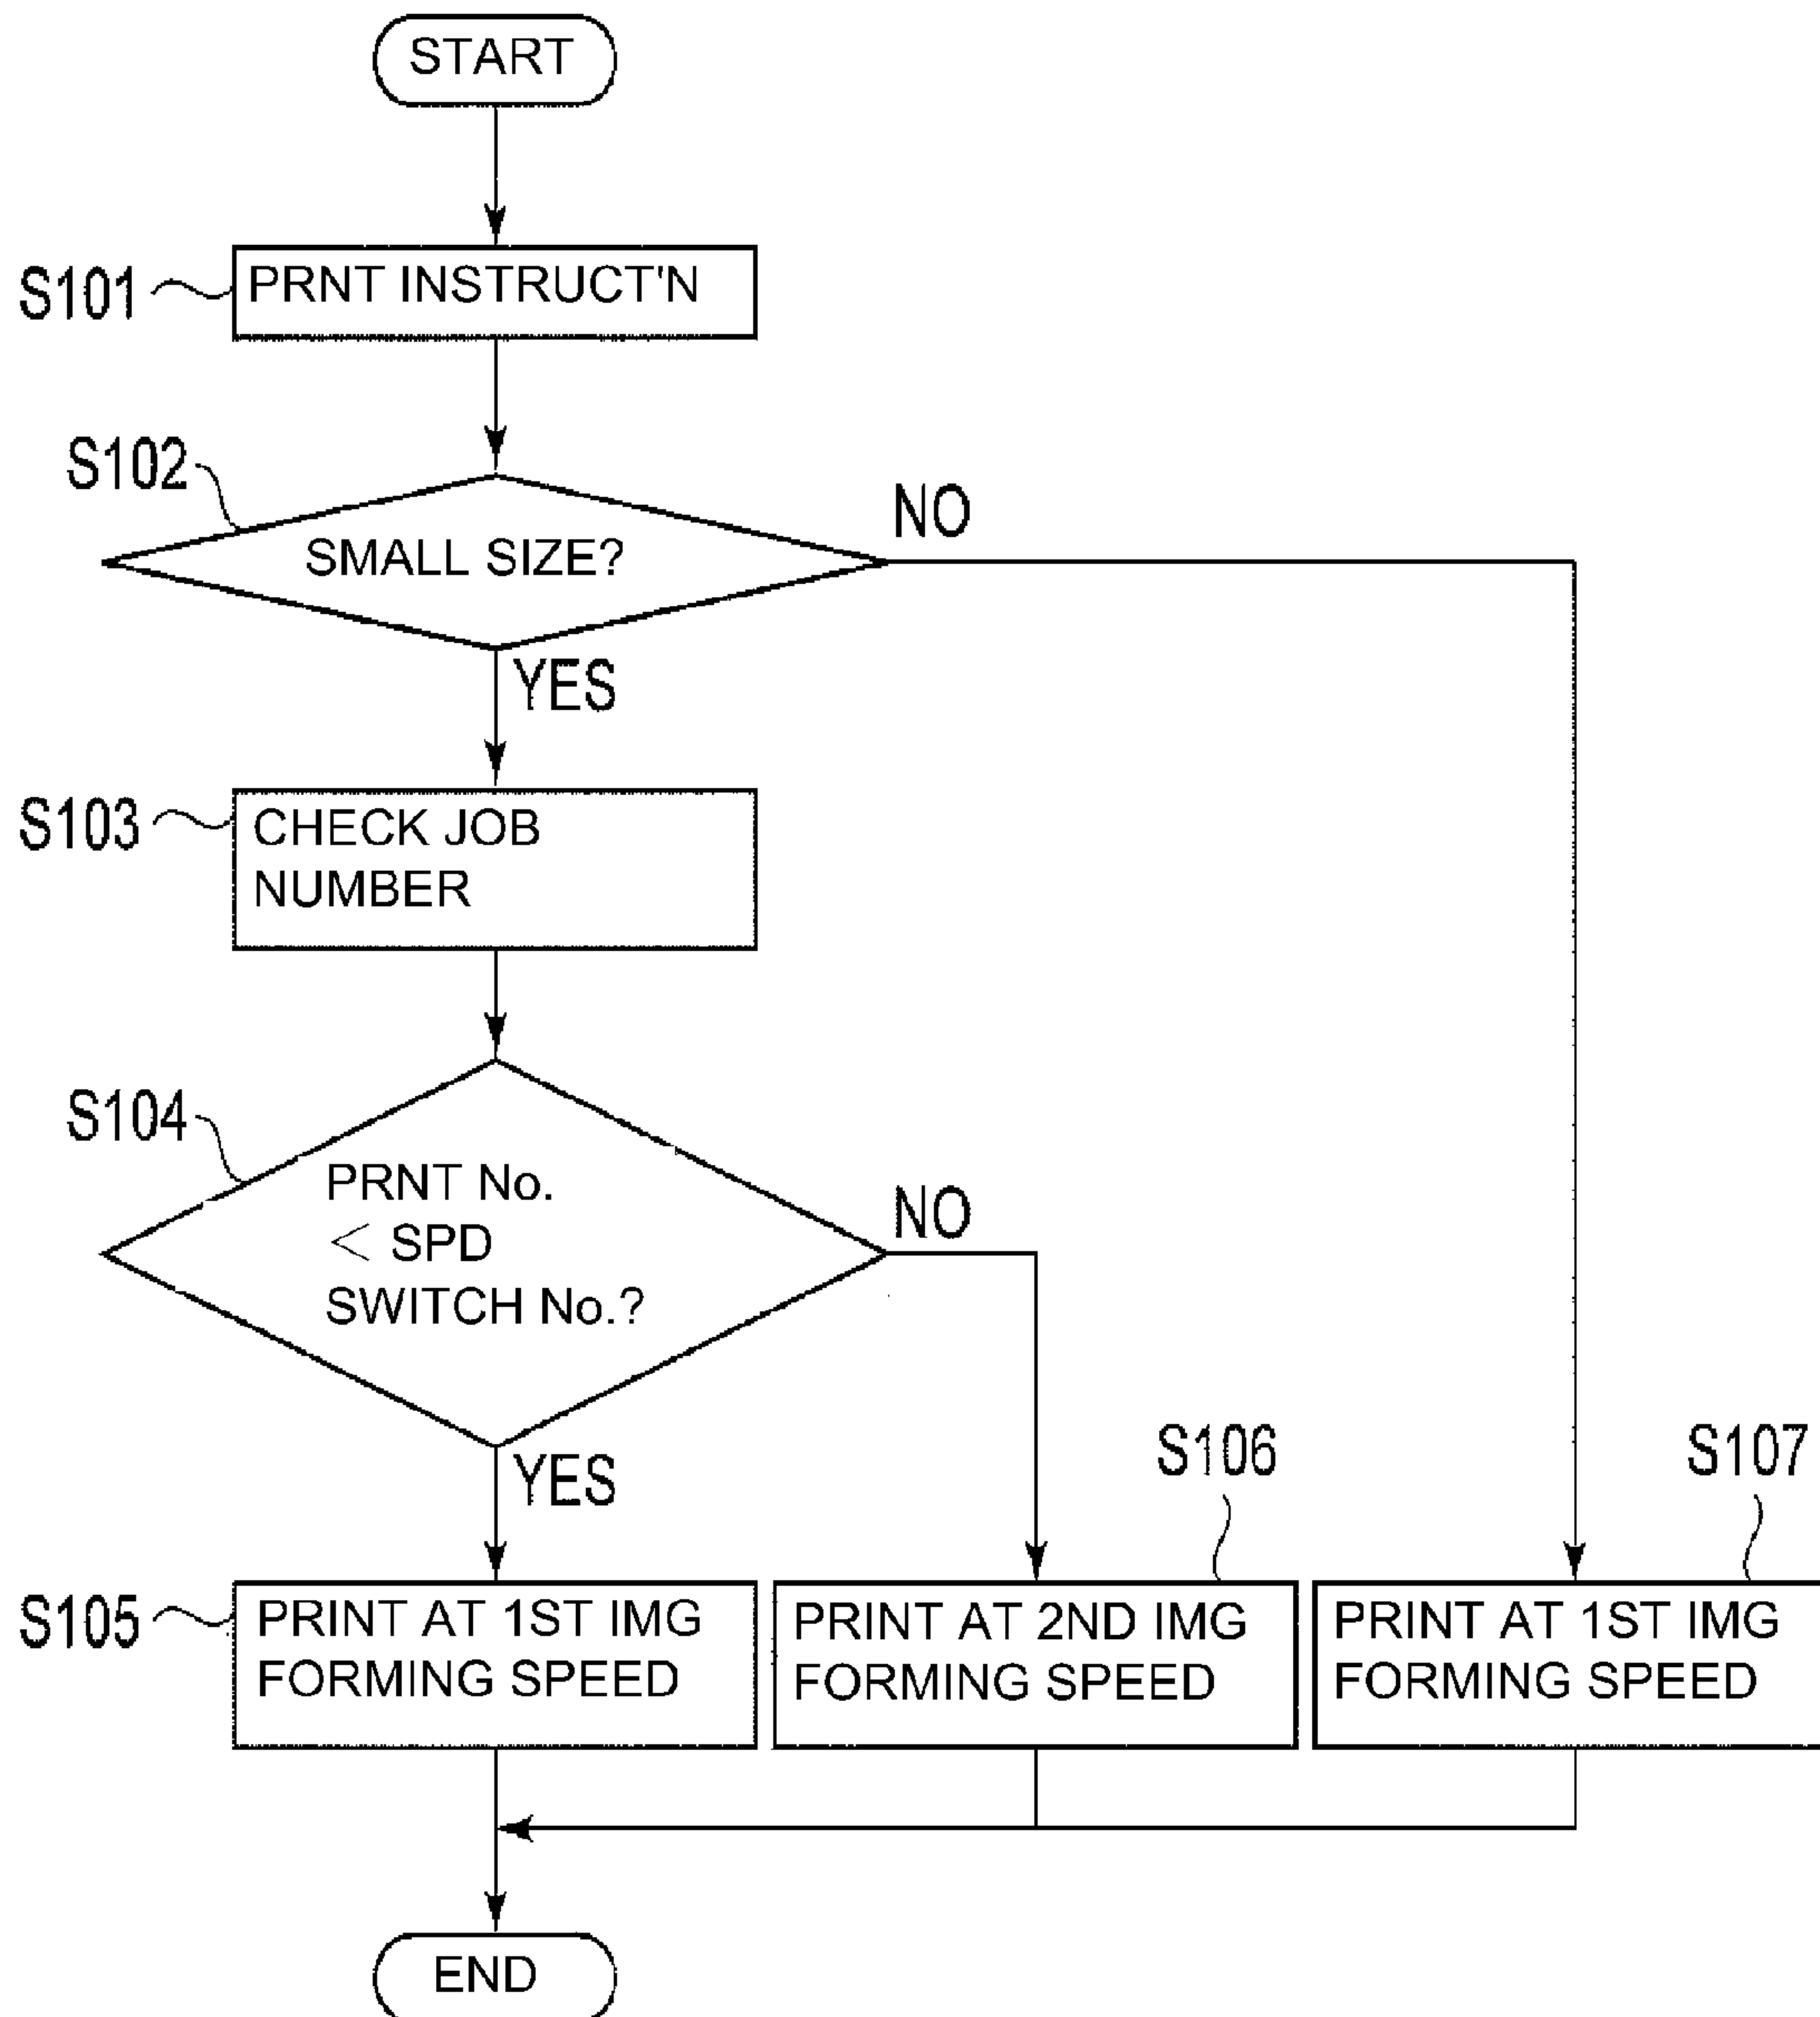 START
S101
PRNT INSTRUCT'N
S102
SMALL SIZE?
NO
YES
S103
CHECK JOB
NUMBER
S104
PRNT No.
< SPD
SWITCH No.?
NO
YES
S105
PRINT AT 1ST IMG
FORMING SPEED
S106
PRINT AT 2ND IMG
FORMING SPEED
S107
PRINT AT 1ST IMG
FORMING SPEED
END